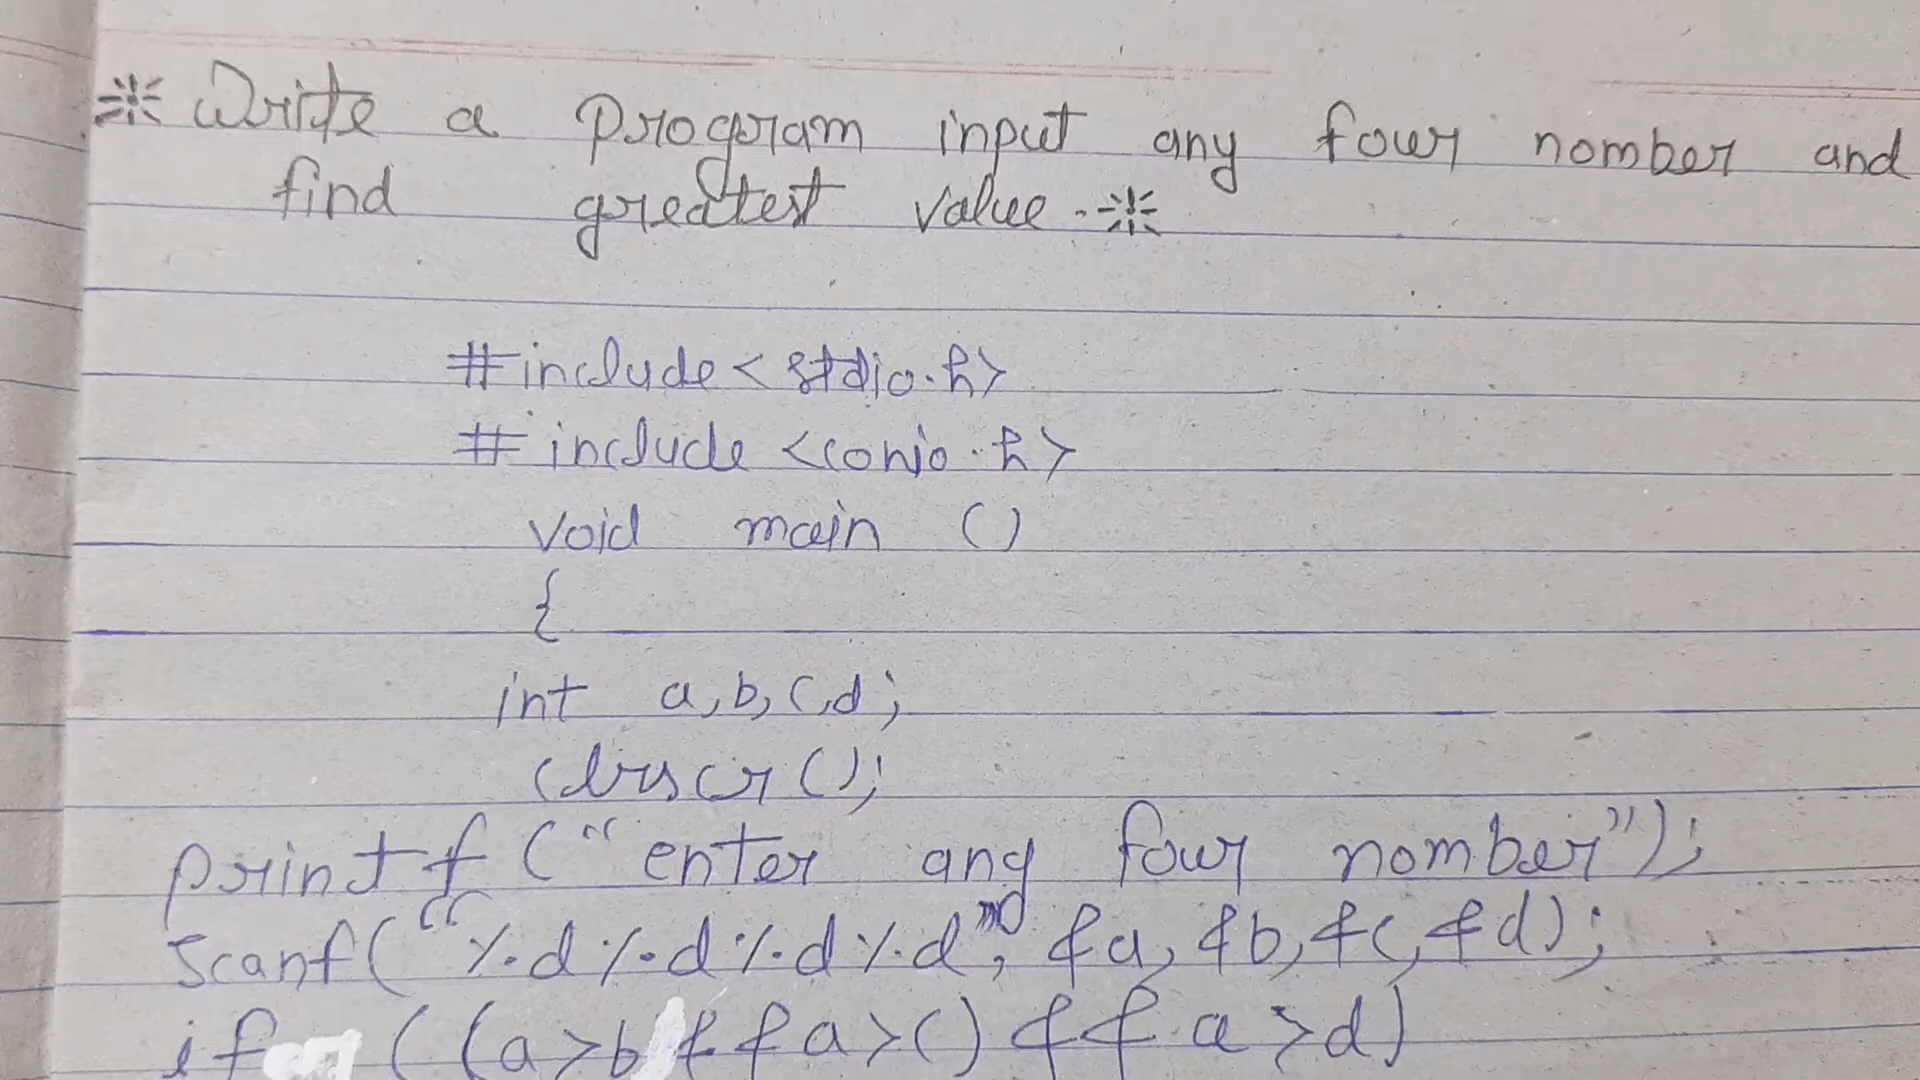 Write a program input any four nomber and
find greatest value.
#include<stdio.h>
#include<conio.h>
void main ()
{
int a,b,c,d;
clrscr();
printf ("enter any four nomber");
scanf("%d%d%d%d", &a, &b, &c, &d);
if ((a>b && a>c) && a>d)